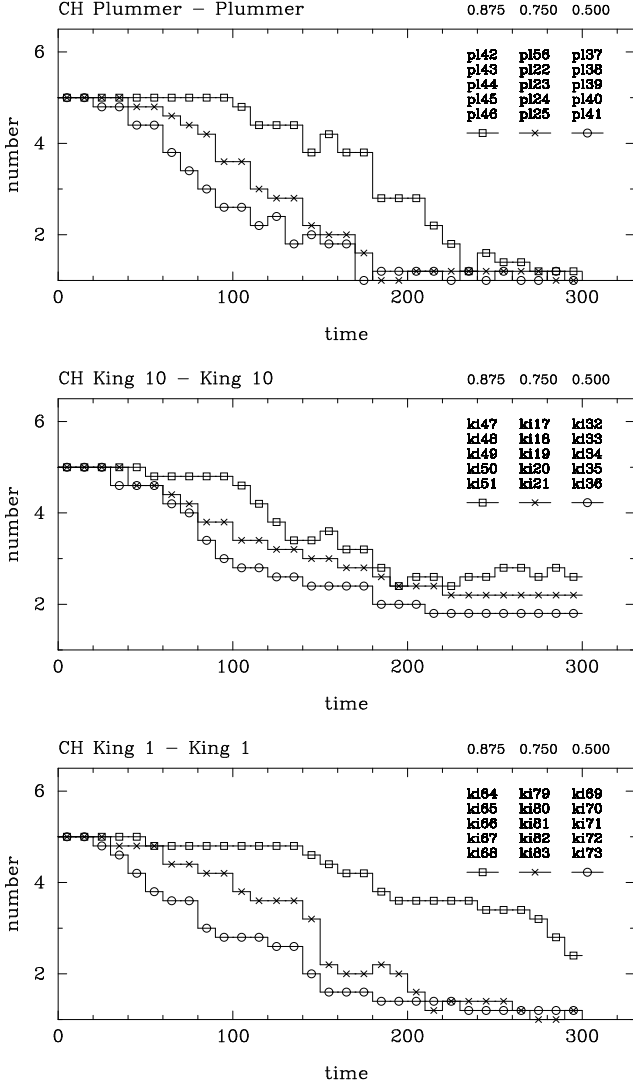 CH Plummer − Plummer 0.875 0.750 0.500
6
pl42 pl56 pl37
pl43 pl22 pl38
pl44 pl23 pl39
pl45 pl24 pl40
pl46 pl25 pl41
4
number
2
0 100 200 300
time
CH King 10 − King 10 0.875 0.750 0.500
6
ki47 ki17 ki32
ki48 ki18 ki33
ki49 ki19 ki34
ki50 ki20 ki35
ki51 ki21 ki36
4
number
2
0 100 200 300
time
CH King 1 − King 1 0.875 0.750 0.500
6
ki64 ki79 ki69
ki65 ki80 ki70
ki66 ki81 ki71
ki67 ki82 ki72
ki68 ki83 ki73
4
number
2
0 100 200 300
time